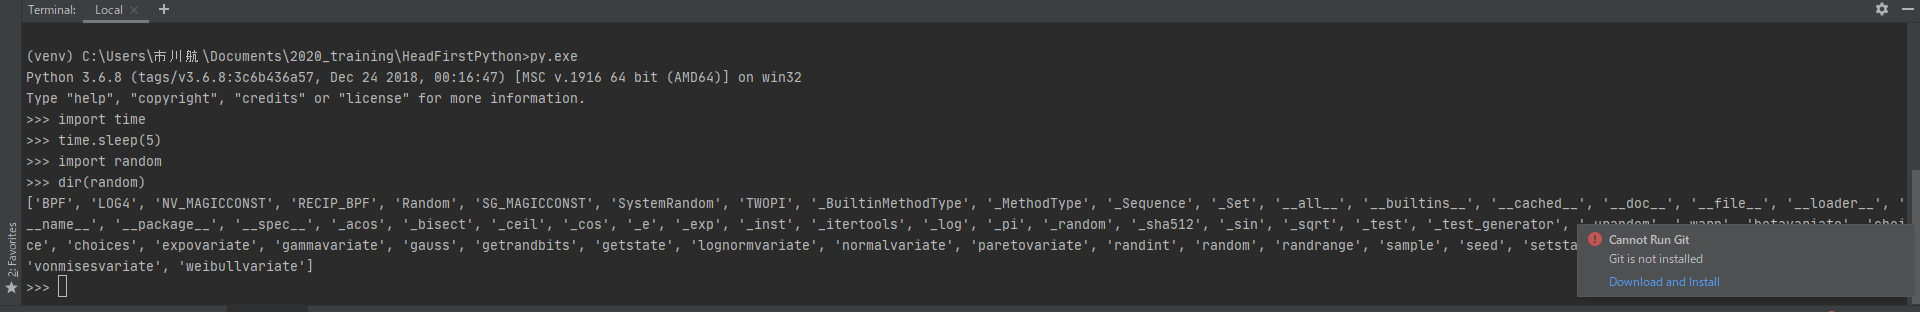 Terminal: Local × +
(venv) C:\Users\市川航\Documents\2020_training\HeadFirstPython>py.exe
Python 3.6.8 (tags/v3.6.8:3c6b436a57, Dec 24 2018, 00:16:47) [MSC v.1916 64 bit (AMD64)] on win32
Type "help", "copyright", "credits" or "license" for more information.
>>> import time
>>> time.sleep(5)
>>> import random
>>> dir(random)
['BPF', 'LOG4', 'NV_MAGICCONST', 'RECIP_BPF', 'Random', 'SG_MAGICCONST', 'SystemRandom', 'TWOPI', '_BuiltinMethodType', '_MethodType', '_Sequence', '_Set', '__all__', '__builtins__', '__cached__', '__doc__', '__file__', '__loader__', '
__name__', '__package__', '__spec__', '_acos', '_bisect', '_ceil', '_cos', '_e', '_exp', '_inst', '_itertools', '_log', '_pi', '_random', '_sha512', '_sin', '_sqrt', '_test', '_test_generator', '_urandom', '_warn', 'betavariate', 'choi
ce', 'choices', 'expovariate', 'gammavariate', 'gauss', 'getrandbits', 'getstate', 'lognormvariate', 'normalvariate', 'paretovariate', 'randint', 'random', 'randrange', 'sample', 'seed', 'setsta
'vonmisesvariate', 'weibullvariate']
>>>
2: Favorites
Cannot Run Git
Git is not installed
Download and Install